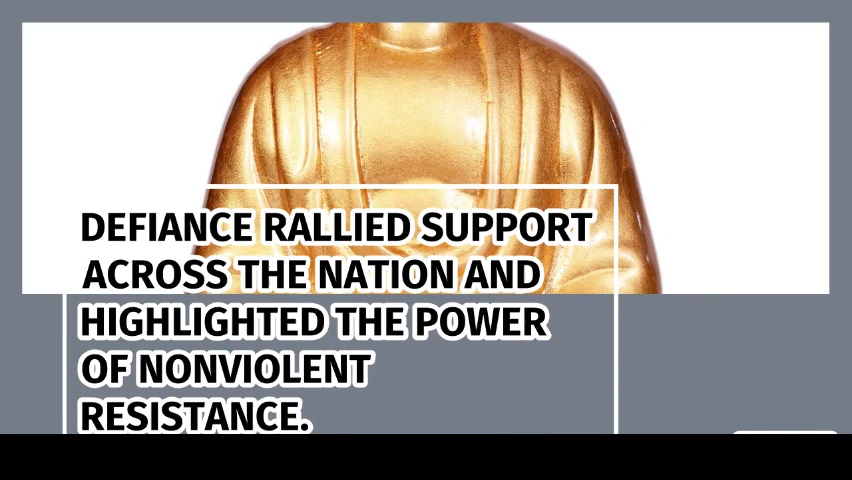 DEFIANCE RALLIED SUPPORT
ACROSS THE NATION AND
HIGHLIGHTED THE POWER
OF NONVIOLENT
RESISTANCE.